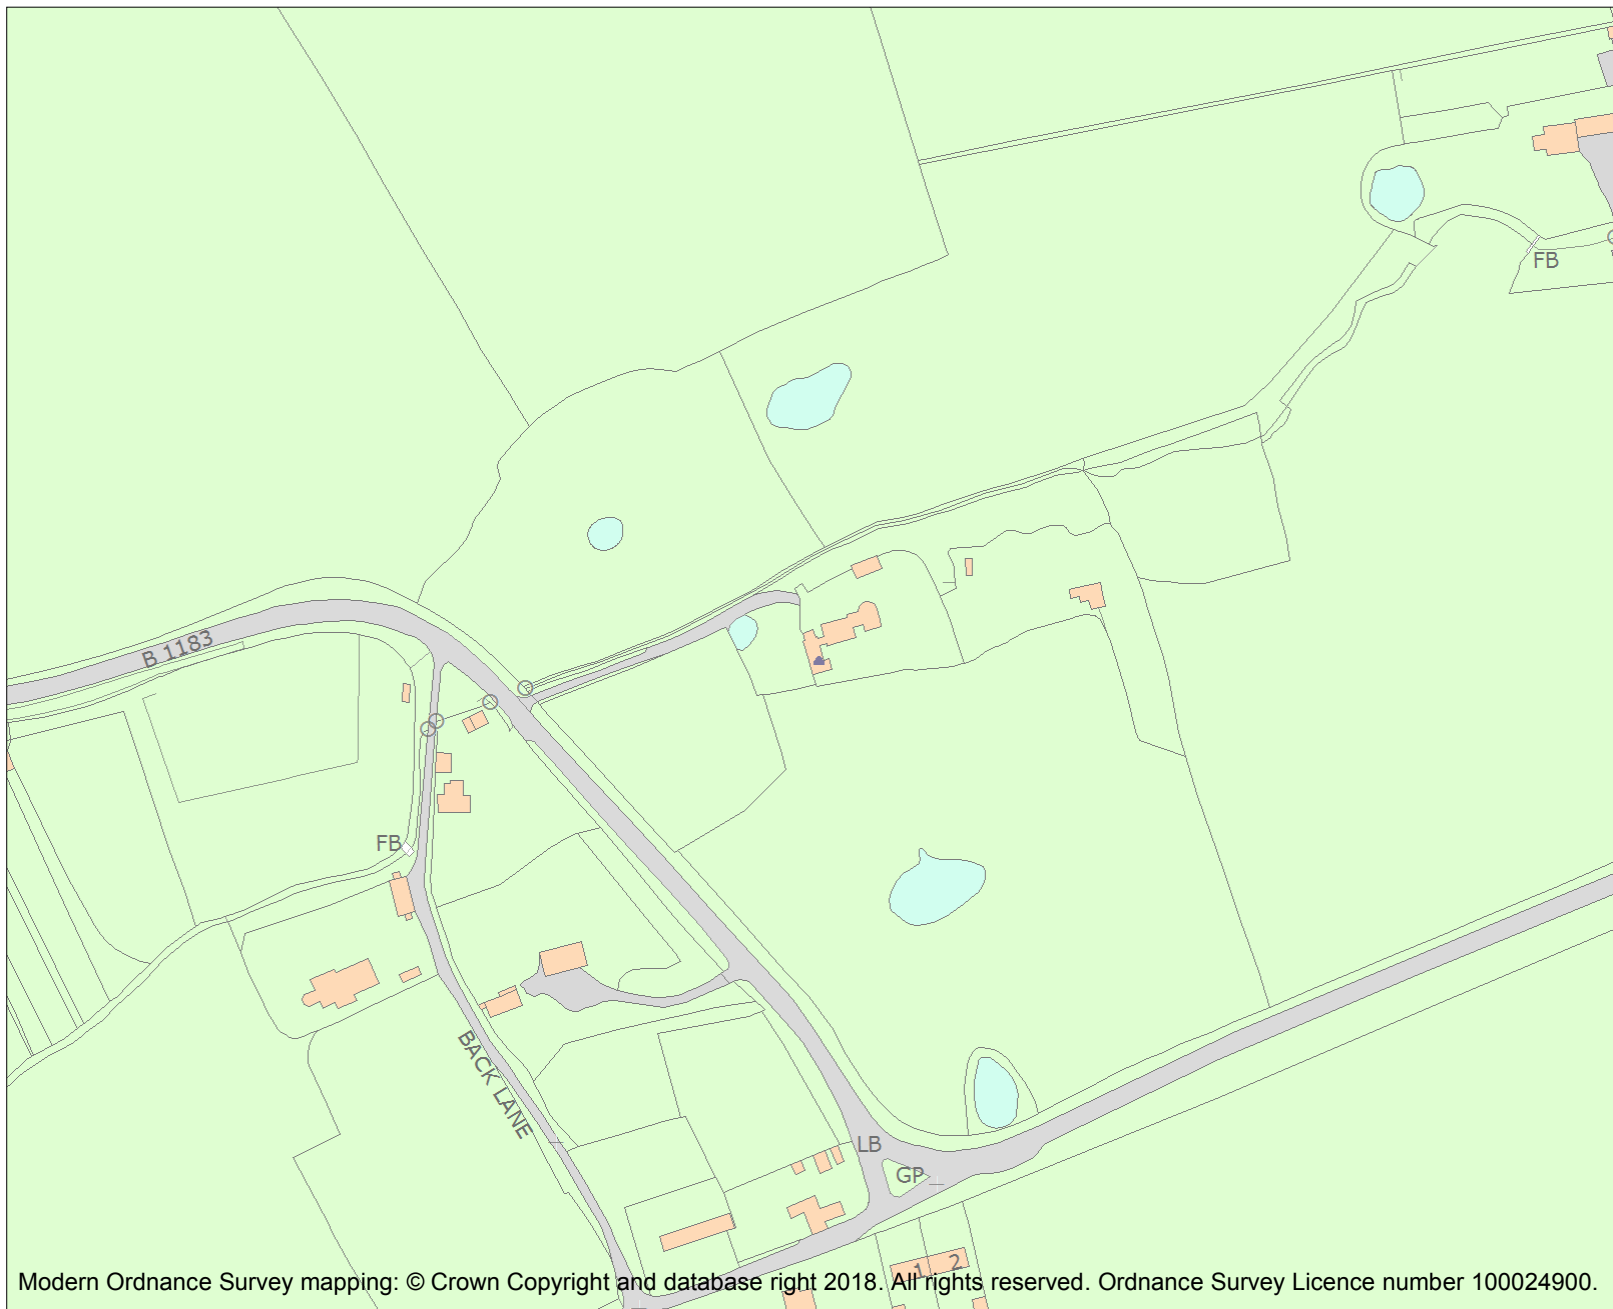 FB
B 1183
FB
BACK LANE
LB
GP
1 2
Modern Ordnance Survey mapping: © Crown Copyright and database right 2018. All rights reserved. Ordnance Survey Licence number 100024900.